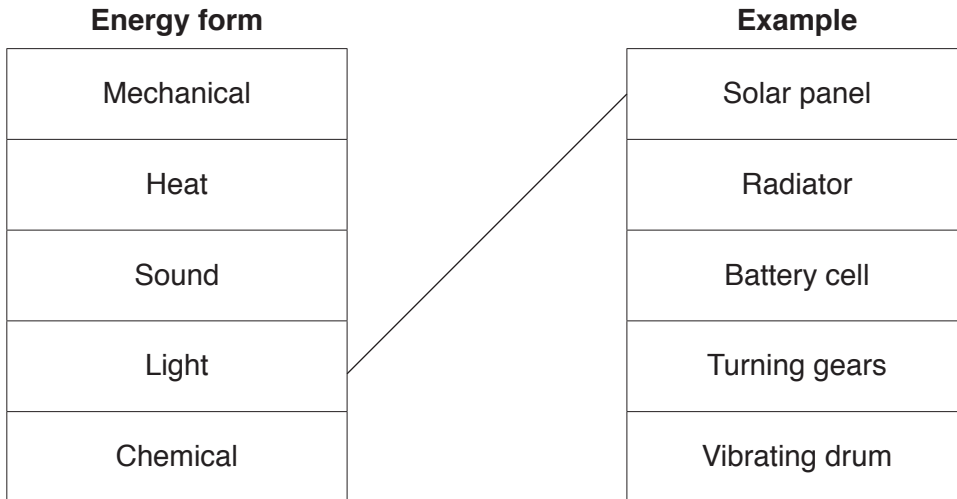 Energy form
Example
Mechanical
Solar panel
Heat
Radiator
Sound
Battery cell
Light
Turning gears
Chemical
Vibrating drum